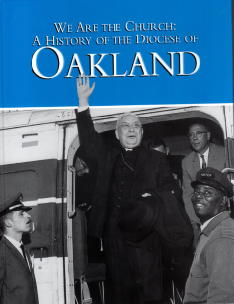 We Are the Church:
A History of the Diocese of
Oakland